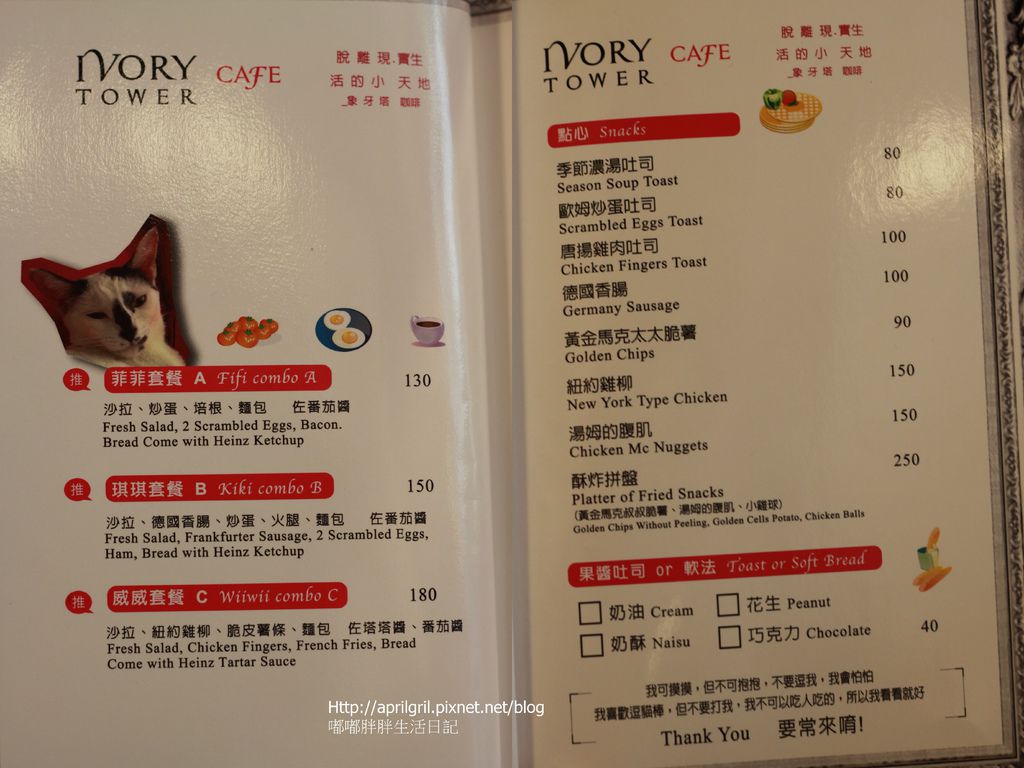 IVORY TOWER CAFE
脫離現.實生
活的小天地
_象牙塔 咖啡
推 菲菲套餐 A Fifi combo A 130
沙拉、炒蛋、培根、麵包 佐番茄醬
Fresh Salad, 2 Scrambled Eggs, Bacon.
Bread Come with Heinz Ketchup
推 琪琪套餐 B Kiki combo B 150
沙拉、德國香腸、炒蛋、火腿、麵包 佐番茄醬
Fresh Salad, Frankfurter Sausage, 2 Scrambled Eggs,
Ham, Bread with Heinz Ketchup
推 威威套餐 C Wiiwii combo C 180
沙拉、紐約雞柳、脆皮薯條、麵包 佐塔塔醬、番茄醬
Fresh Salad, Chicken Fingers, French Fries, Bread
Come with Heinz Tartar Sauce
IVORY TOWER CAFE
脫離現.實生
活的小天地
_象牙塔 咖啡
點心 Snacks
季節濃湯吐司 80
Season Soup Toast
歐姆炒蛋吐司 80
Scrambled Eggs Toast
唐揚雞肉吐司 100
Chicken Fingers Toast
德國香腸 100
Germany Sausage
黃金馬克太太脆薯 90
Golden Chips
紐約雞柳 150
New York Type Chicken
湯姆的腹肌 150
Chicken Mc Nuggets
酥炸拼盤 250
Platter of Fried Snacks
(黃金馬克叔叔脆薯、湯姆的腹肌、小雞球)
Golden Chips Without Peeling, Golden Cells Potato, Chicken Balls
果醬吐司 or 軟法 Toast or Soft Bread
奶油 Cream 花生 Peanut
奶酥 Naisu 巧克力 Chocolate 40
我可摸摸，但不可抱抱，不要逗我，我會怕怕
我喜歡逗貓棒，但不要打我，我不可以吃人吃的，所以我看看就好
Thank You 要常來唷!
Http://aprilgril.pixnet.net/blog
嘟嘟胖胖生活日記